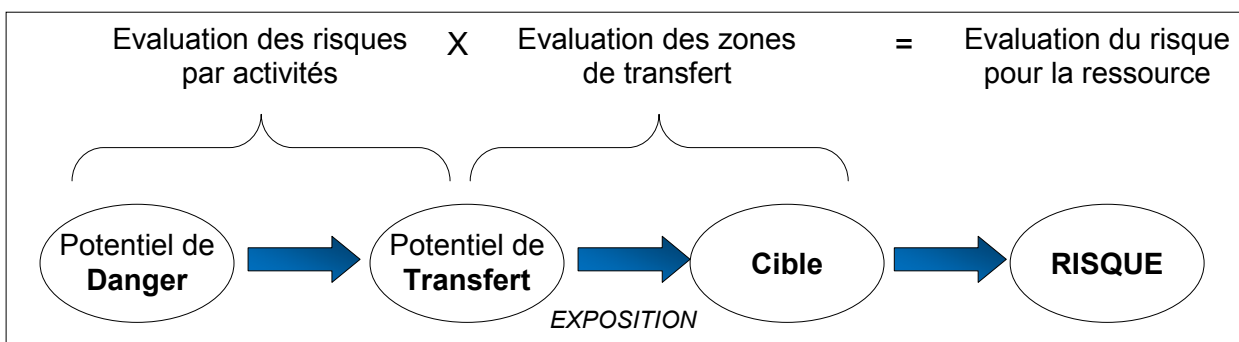 Evaluation des risques
par activités
X
Evaluation des zones
de transfert
=
Evaluation du risque
pour la ressource
Potentiel de
Danger
Potentiel de
Transfert
Cible
RISQUE
EXPOSITION